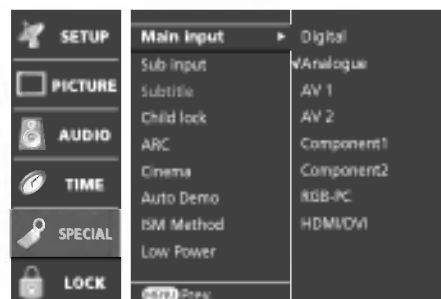 SETUP
PICTURE
AUDIO
TIME
SPECIAL
LOCK
Main input ▶
Sub input
Subtitle
Child lock
ARC
Cinema
Auto Demo
ISM Method
Low Power
MENU Prev.
Digital
✓Analogue
AV 1
AV 2
Component1
Component2
RGB-PC
HDMI/DVI